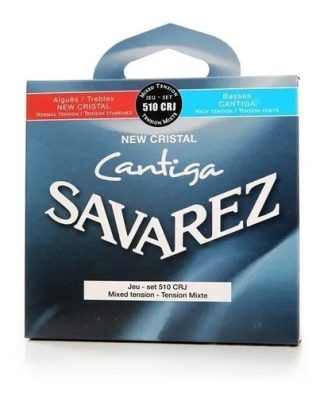 Mixed Tension
JEU - SET
510 CRJ
Tension Mixte
Aiguës / Trebles
NEW CRISTAL
Normal tension / Tension standard
Basses
CANTIGA
High tension / Tension forte
NEW CRISTAL
Cantiga
SAVAREZ
Jeu - set 510 CRJ
Mixed tension - Tension Mixte